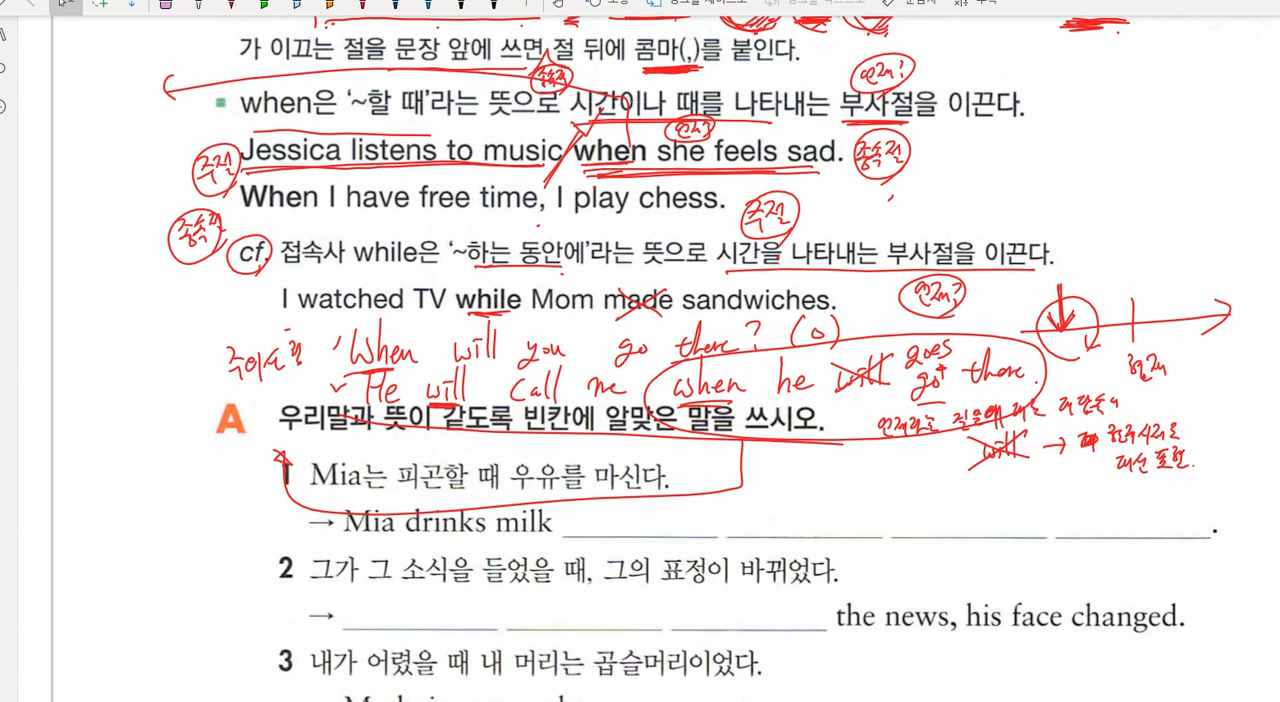 가 이끄는 절을 문장 앞에 쓰면 절 뒤에 콤마(,)를 붙인다.
종속절
언제?
when은 '~할 때'라는 뜻으로 시간이나 때를 나타내는 부사절을 이끈다.
언제?
주절 Jessica listens to music when she feels sad. 종속절
When I have free time, I play chess. 주절
종속절
cf. 접속사 while은 '~하는 동안에'라는 뜻으로 시간을 나타내는 부사절을 이끈다.
I watched TV while Mom made sandwiches. 언제?
When will you go there? (o)
He will call me when he will goes there.
현재
A 우리말과 뜻이 같도록 빈칸에 알맞은 말을 쓰시오.
will →
1 Mia는 피곤할 때 우유를 마신다.
→ Mia drinks milk .
2 그가 그 소식을 들었을 때, 그의 표정이 바뀌었다.
→ the news, his face changed.
3 내가 어렸을 때 내 머리는 곱슬머리이었다.